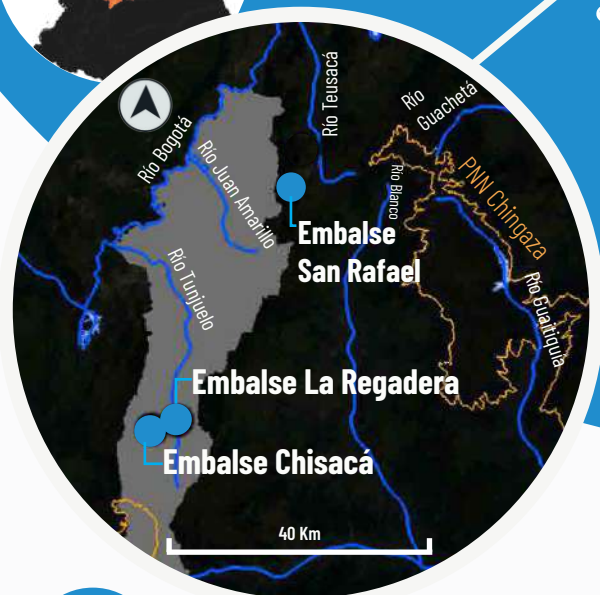 Río Teusacá
Río
Guachetá
Río Bogotá
Río Juan Amarillo
Río Blanco
PNN Chingaza
Embalse
San Rafael
Río Tunjuelo
Río Guaitiquía
Embalse La Regadera
Embalse Chisacá
40 Km